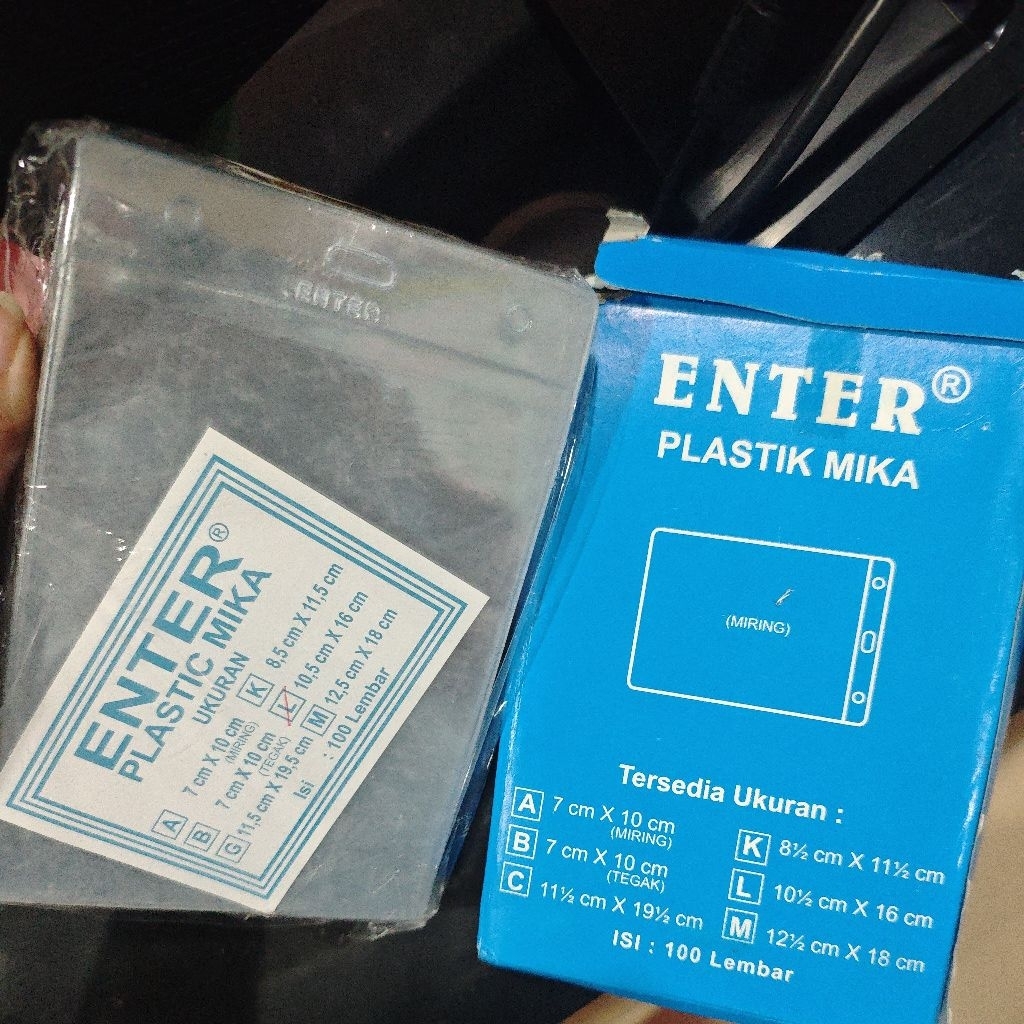 ENTER
ENTER®
PLASTIC MIKA
UKURAN
A 7 cm X 10 cm
(MIRING)
B 7 cm X 10 cm
(TEGAK)
G 11,5 cm X 19,5 cm
K 8,5 cm X 11,5 cm
L 10,5 cm X 16 cm
M 12,5 cm X 18 cm
Isi : 100 Lembar
ENTER®
PLASTIK MIKA
(MIRING)
Tersedia Ukuran :
A 7 cm X 10 cm
(MIRING)
B 7 cm X 10 cm
(TEGAK)
C 11½ cm X 19½ cm
K 8½ cm X 11½ cm
L 10½ cm X 16 cm
M 12½ cm X 18 cm
ISI : 100 Lembar